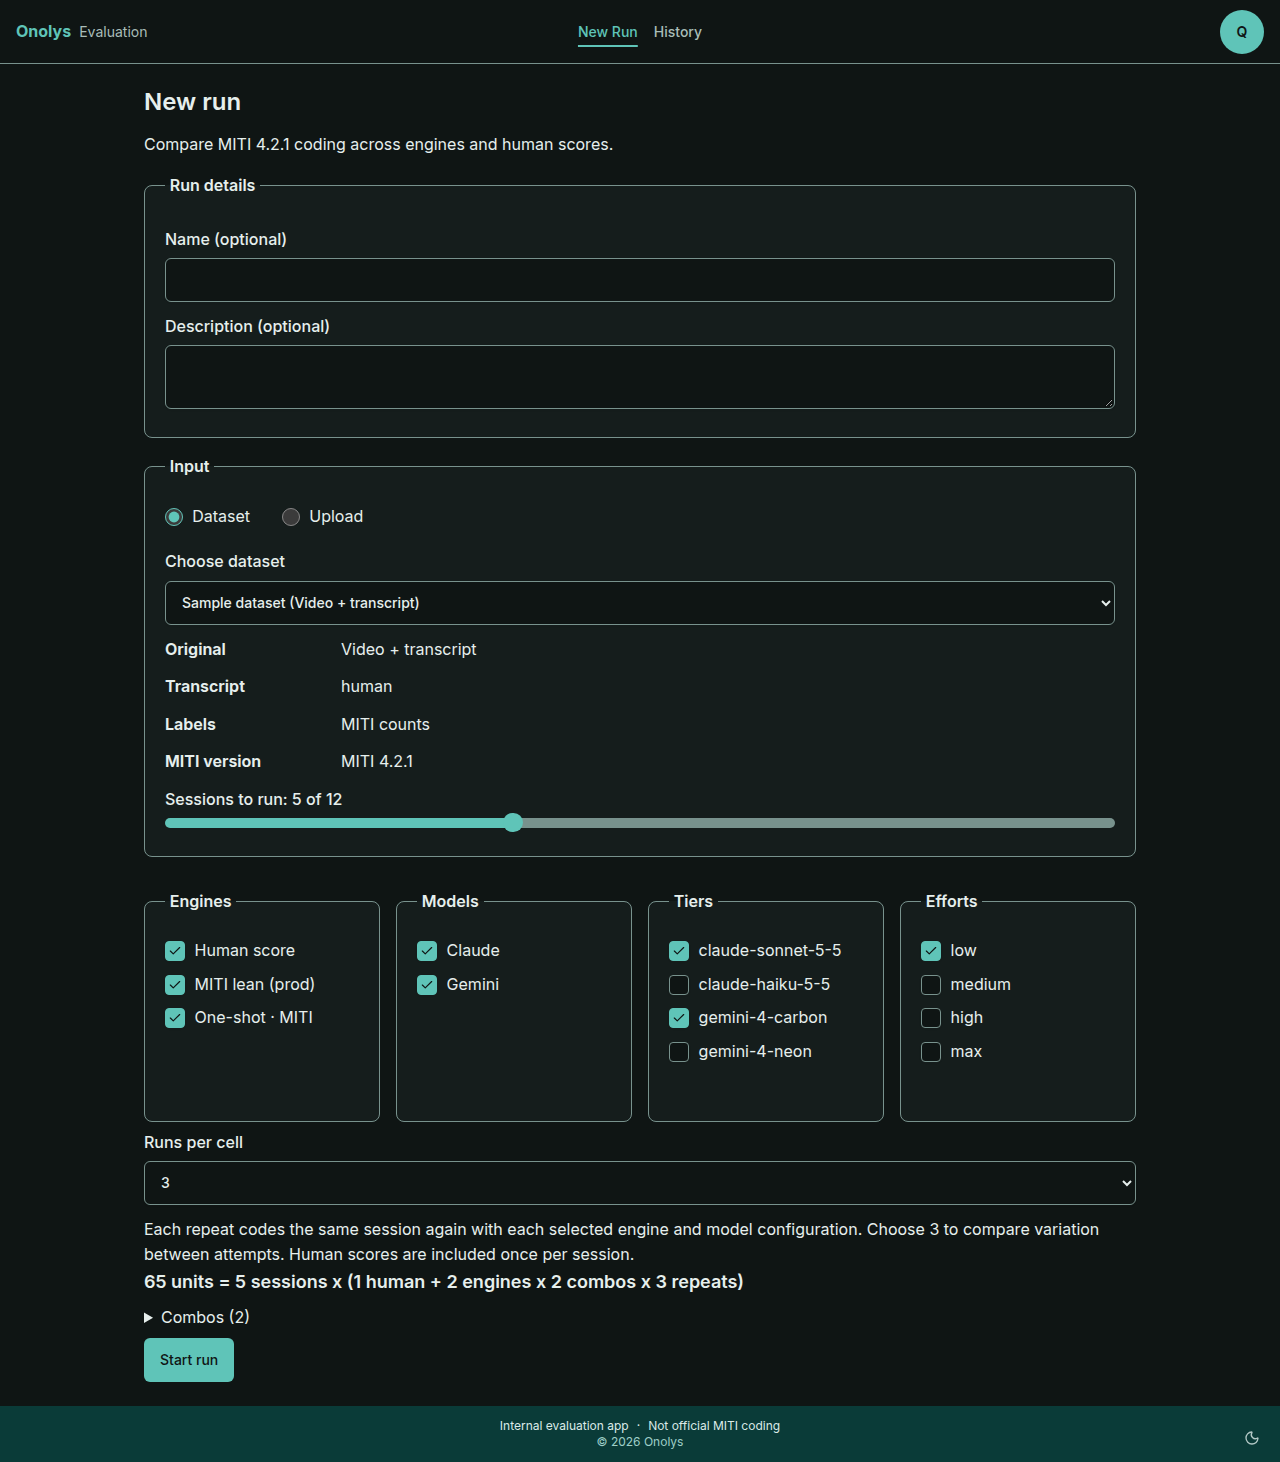 Onolys Evaluation
New Run
History
Q
New run
Compare MITI 4.2.1 coding across engines and human scores.
Run details
Name (optional)
Description (optional)
Input
Dataset
Upload
Choose dataset
Sample dataset (Video + transcript)
Original Video + transcript
Transcript human
Labels MITI counts
MITI version MITI 4.2.1
Sessions to run: 5 of 12
Engines
Human score
MITI lean (prod)
One-shot · MITI
Models
Claude
Gemini
Tiers
claude-sonnet-5-5
claude-haiku-5-5
gemini-4-carbon
gemini-4-neon
Efforts
low
medium
high
max
Runs per cell
3
Each repeat codes the same session again with each selected engine and model configuration. Choose 3 to compare variation
between attempts. Human scores are included once per session.
65 units = 5 sessions x (1 human + 2 engines x 2 combos x 3 repeats)
Combos (2)
Start run
Internal evaluation app · Not official MITI coding
© 2026 Onolys